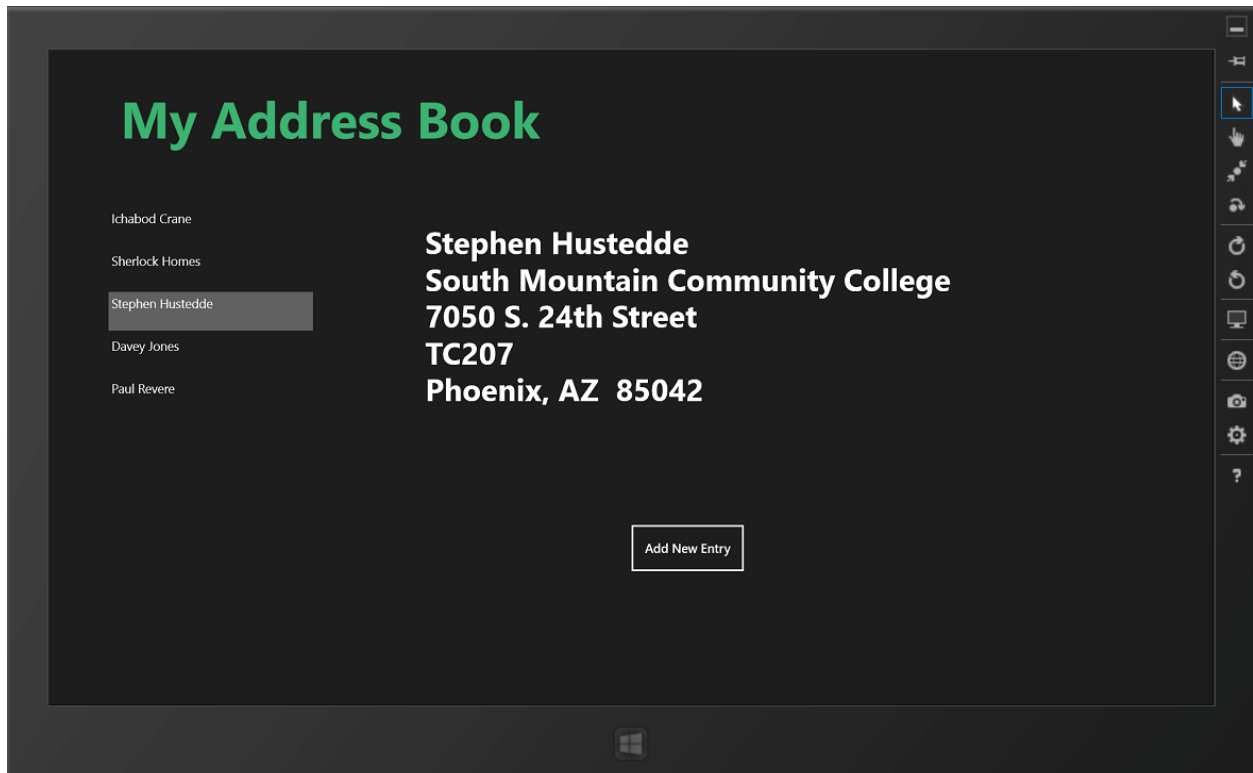 My Address Book
Ichabod Crane
Sherlock Homes
Stephen Hustedde
Davey Jones
Paul Revere
Stephen Hustedde
South Mountain Community College
7050 S. 24th Street
TC207
Phoenix, AZ  85042
Add New Entry
?